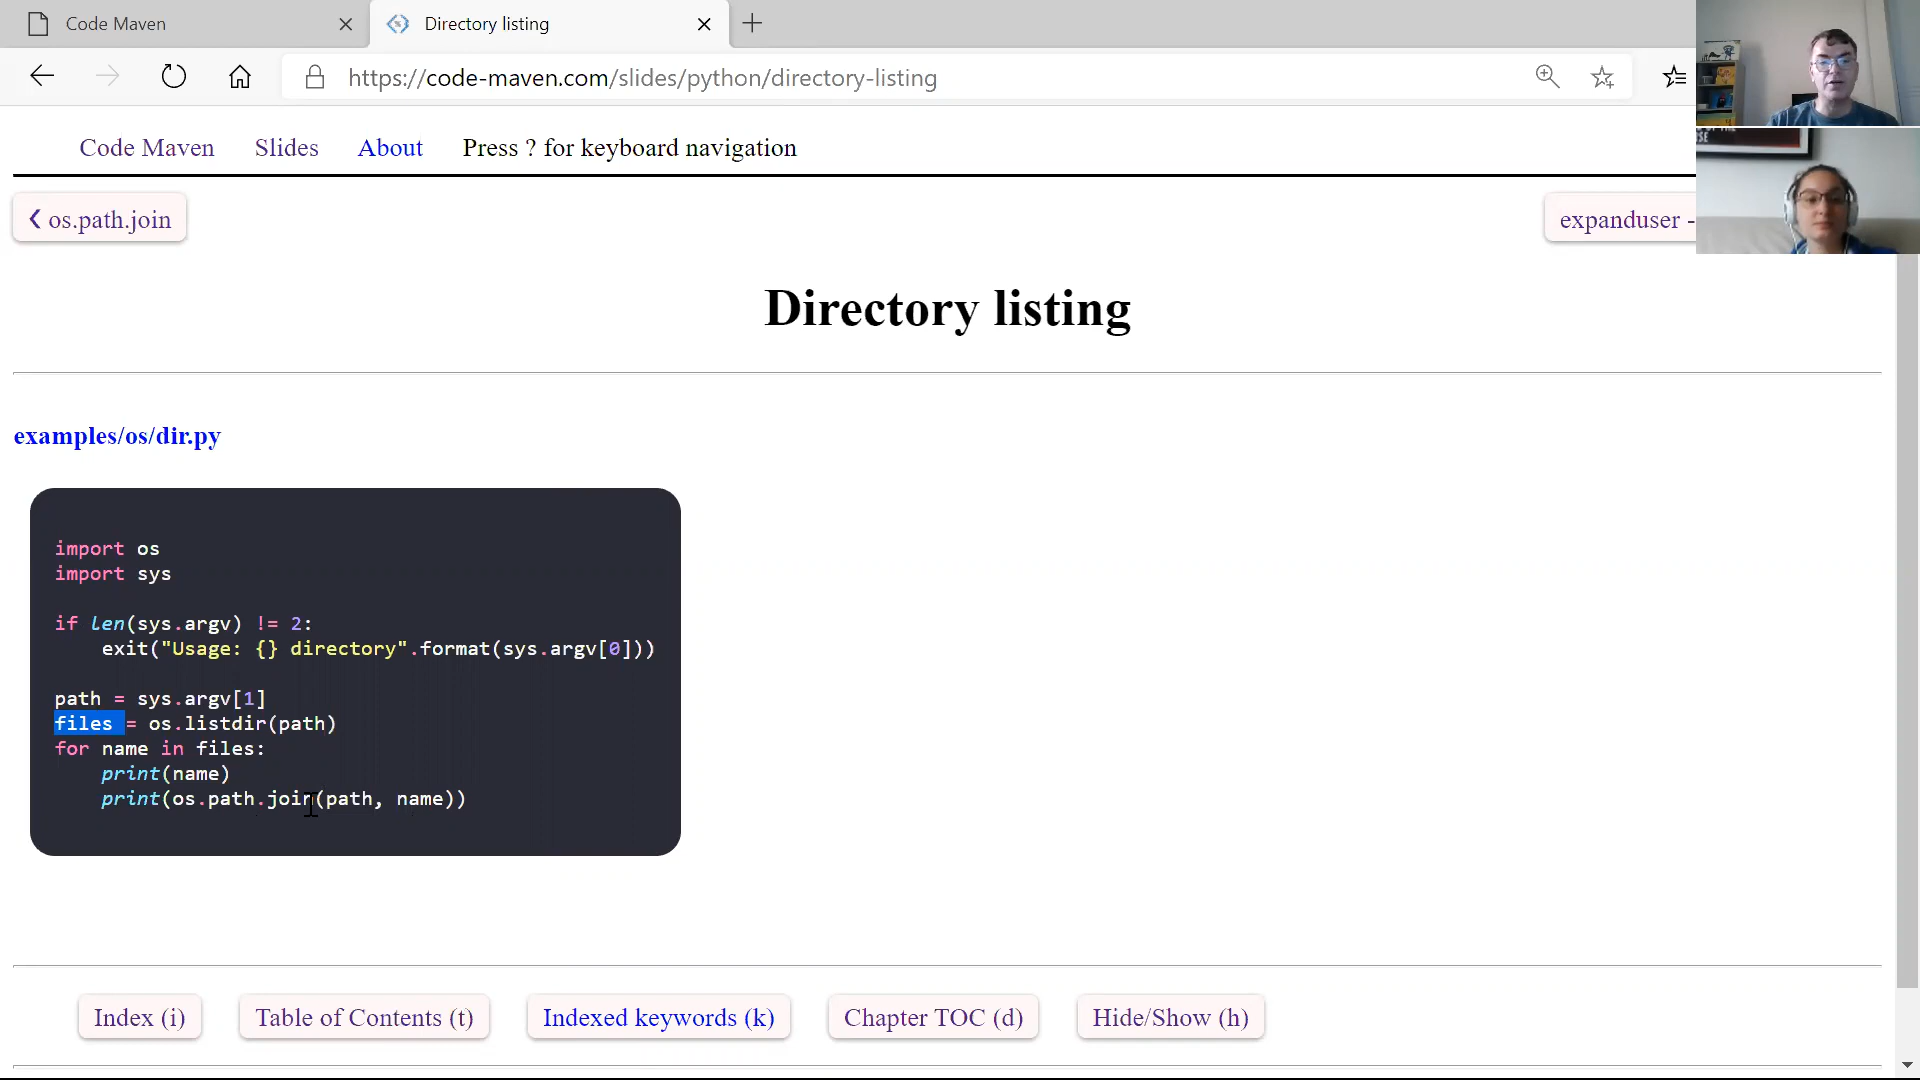 Code Maven
Directory listing
https://code-maven.com/slides/python/directory-listing
Code Maven Slides About Press ? for keyboard navigation
❮ os.path.join
expanduser -
Directory listing
examples/os/dir.py
import os
import sys
if len(sys.argv) != 2:
    exit("Usage: {} directory".format(sys.argv[0]))
path = sys.argv[1]
files = os.listdir(path)
for name in files:
    print(name)
    print(os.path.join(path, name))
Index (i) Table of Contents (t) Indexed keywords (k) Chapter TOC (d) Hide/Show (h)